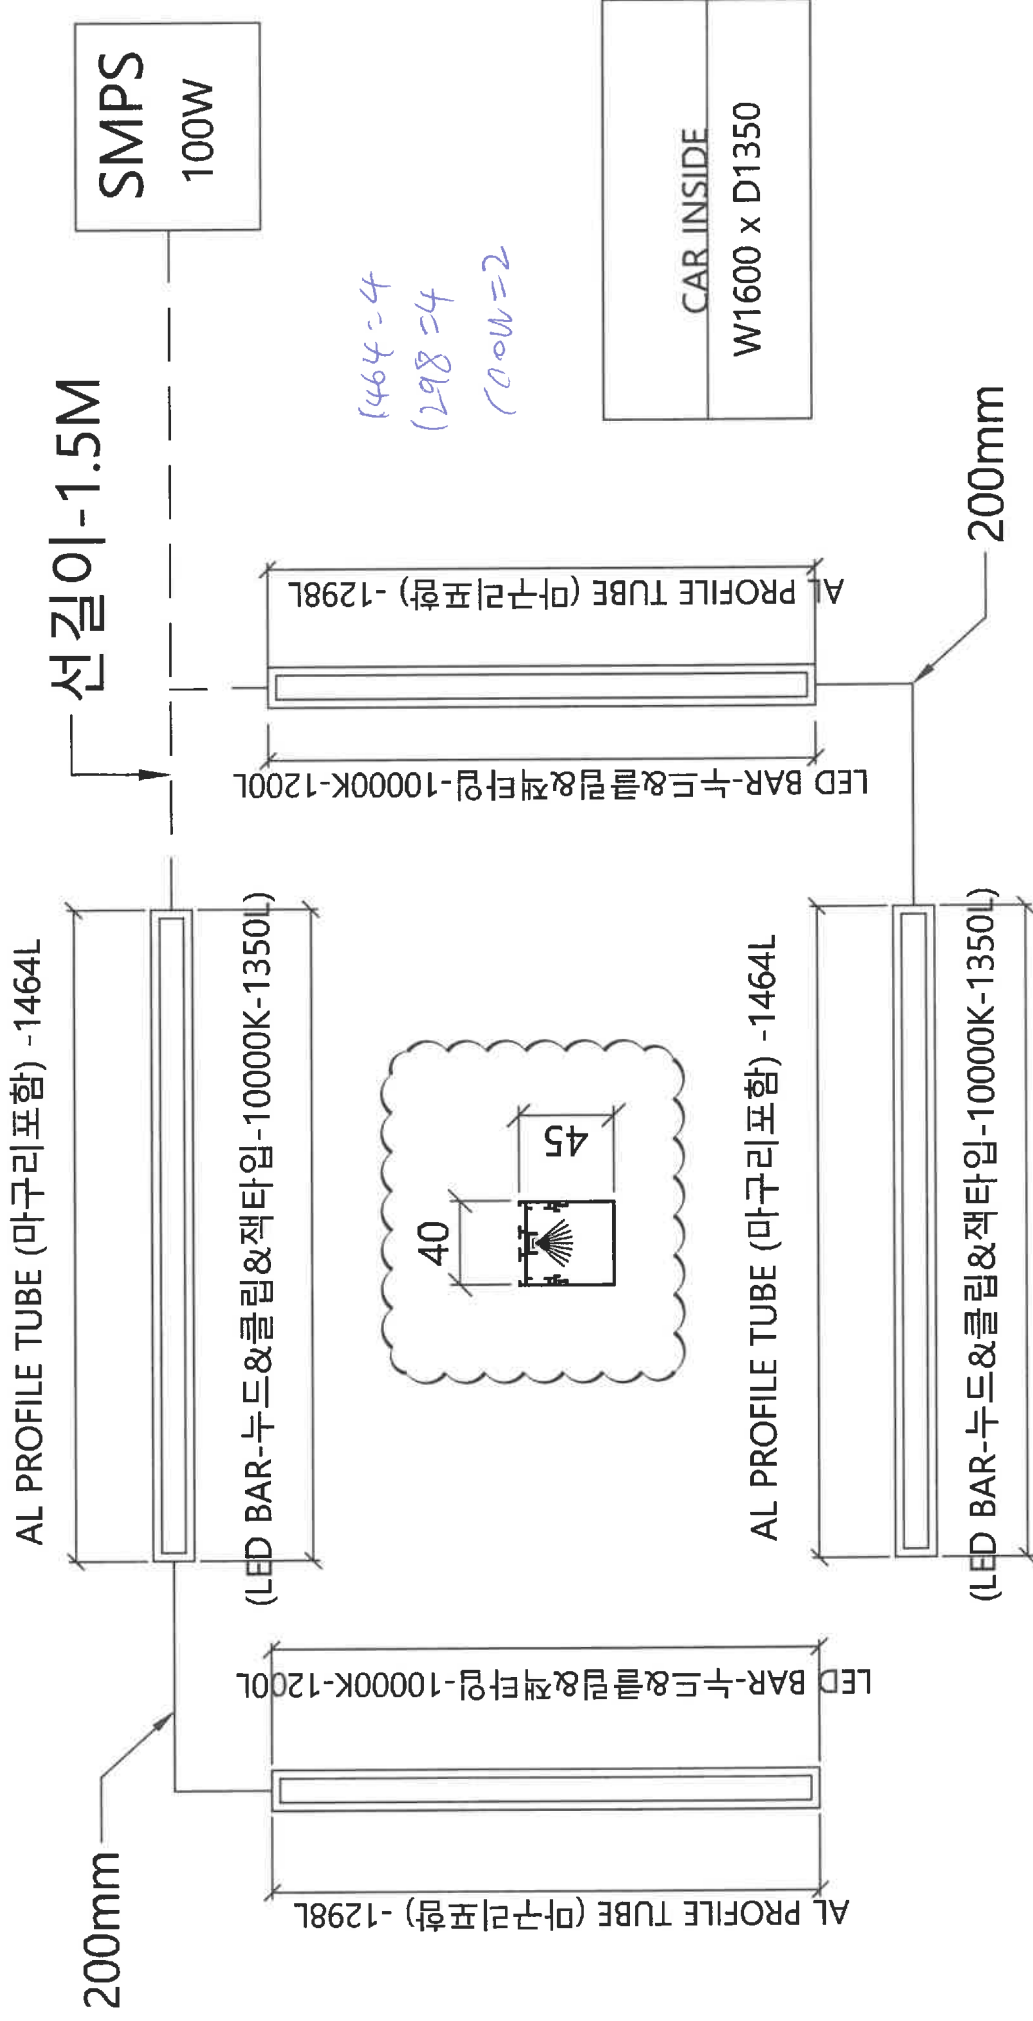 AL PROFILE TUBE (마구리포함) -1464L
선길이-1.5M
SMPS
100W
200mm
(LED BAR-누드&클립&잭타입-10000K-1350L)
AL PROFILE TUBE (마구리포함) -1298L
LED BAR-누드&클립&잭타입-10000K-1200L
40
45
LED BAR-누드&클립&잭타입-10000K-1200L
AL PROFILE TUBE (마구리포함) -1298L
1464=4
1298=4
100W=2
AL PROFILE TUBE (마구리포함) -1464L
(LED BAR-누드&클립&잭타입-10000K-1350L)
200mm
CAR INSIDE
W1600 x D1350